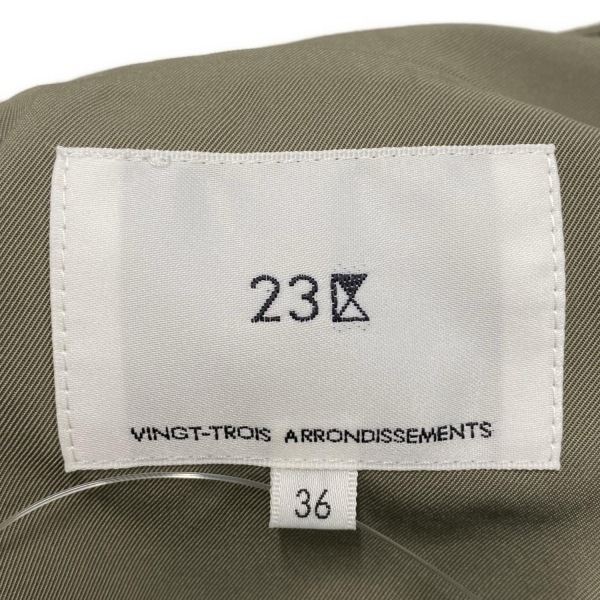 23区
VINGT-TROIS ARRONDISSEMENTS
36